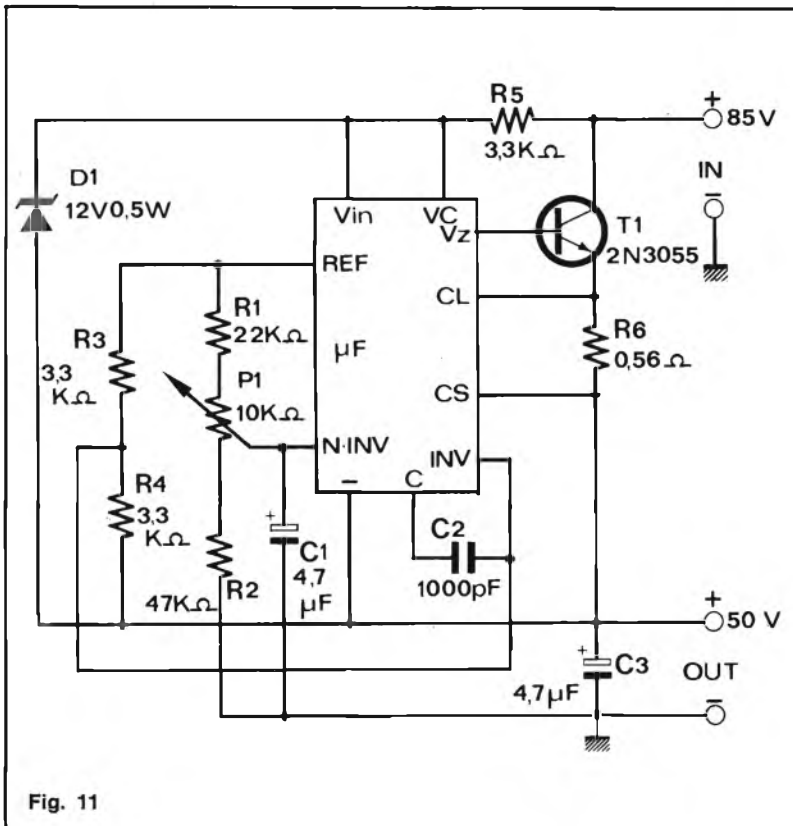 R5
3,3KΩ
+
85V
IN
−
D1
12V0,5W
Vin
VC
Vz
T1
2N3055
REF
CL
R1
22KΩ
R3
3,3
KΩ
µF
R6
0,56Ω
P1
10KΩ
CS
N·INV
INV
−
C
R4
3,3
KΩ
+
C1
4,7
µF
C2
1000pF
R2
47KΩ
+
50V
+
C3
4,7µF
OUT
−
Fig. 11